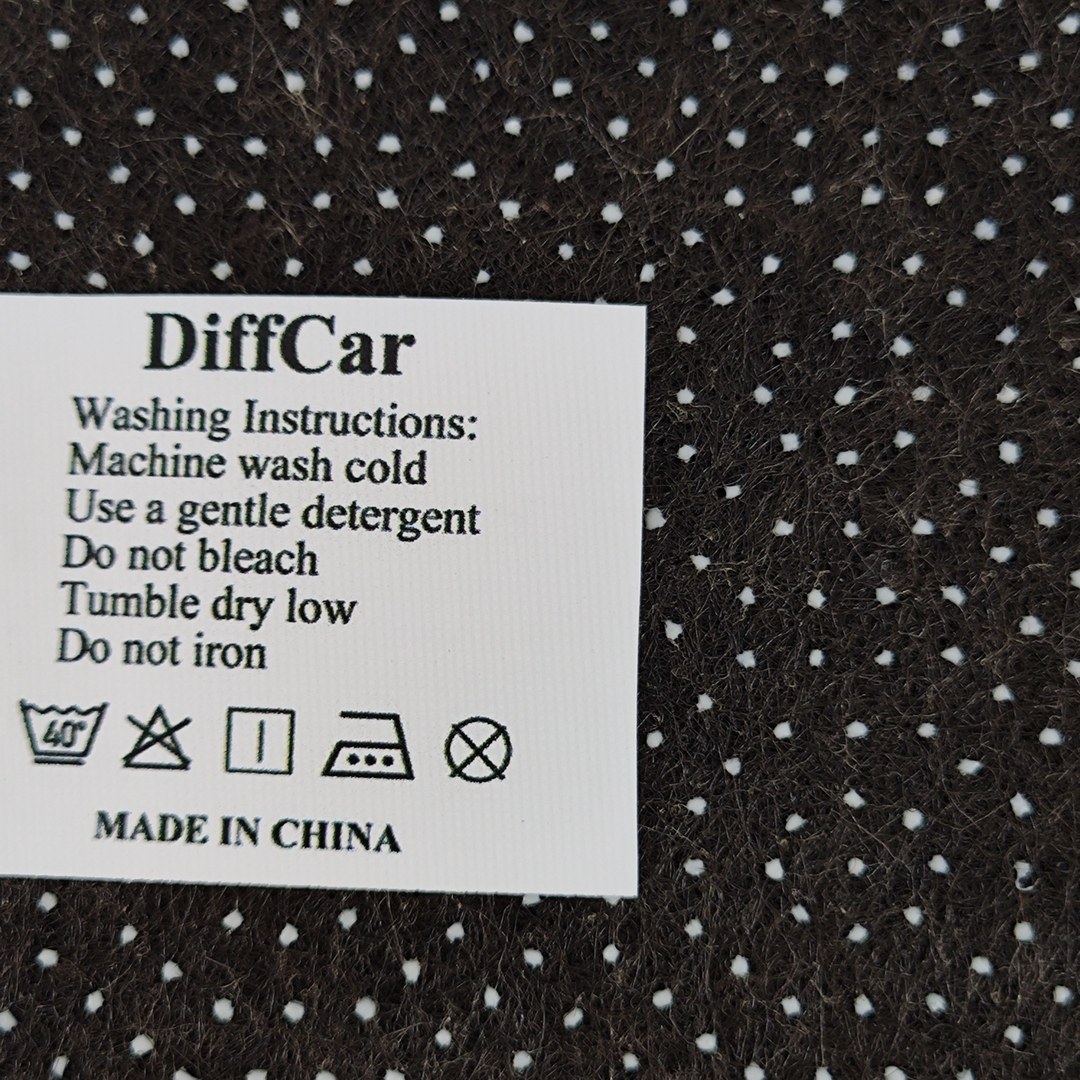 DiffCar
Washing Instructions:
Machine wash cold
Use a gentle detergent
Do not bleach
Tumble dry low
Do not iron
40°
MADE IN CHINA